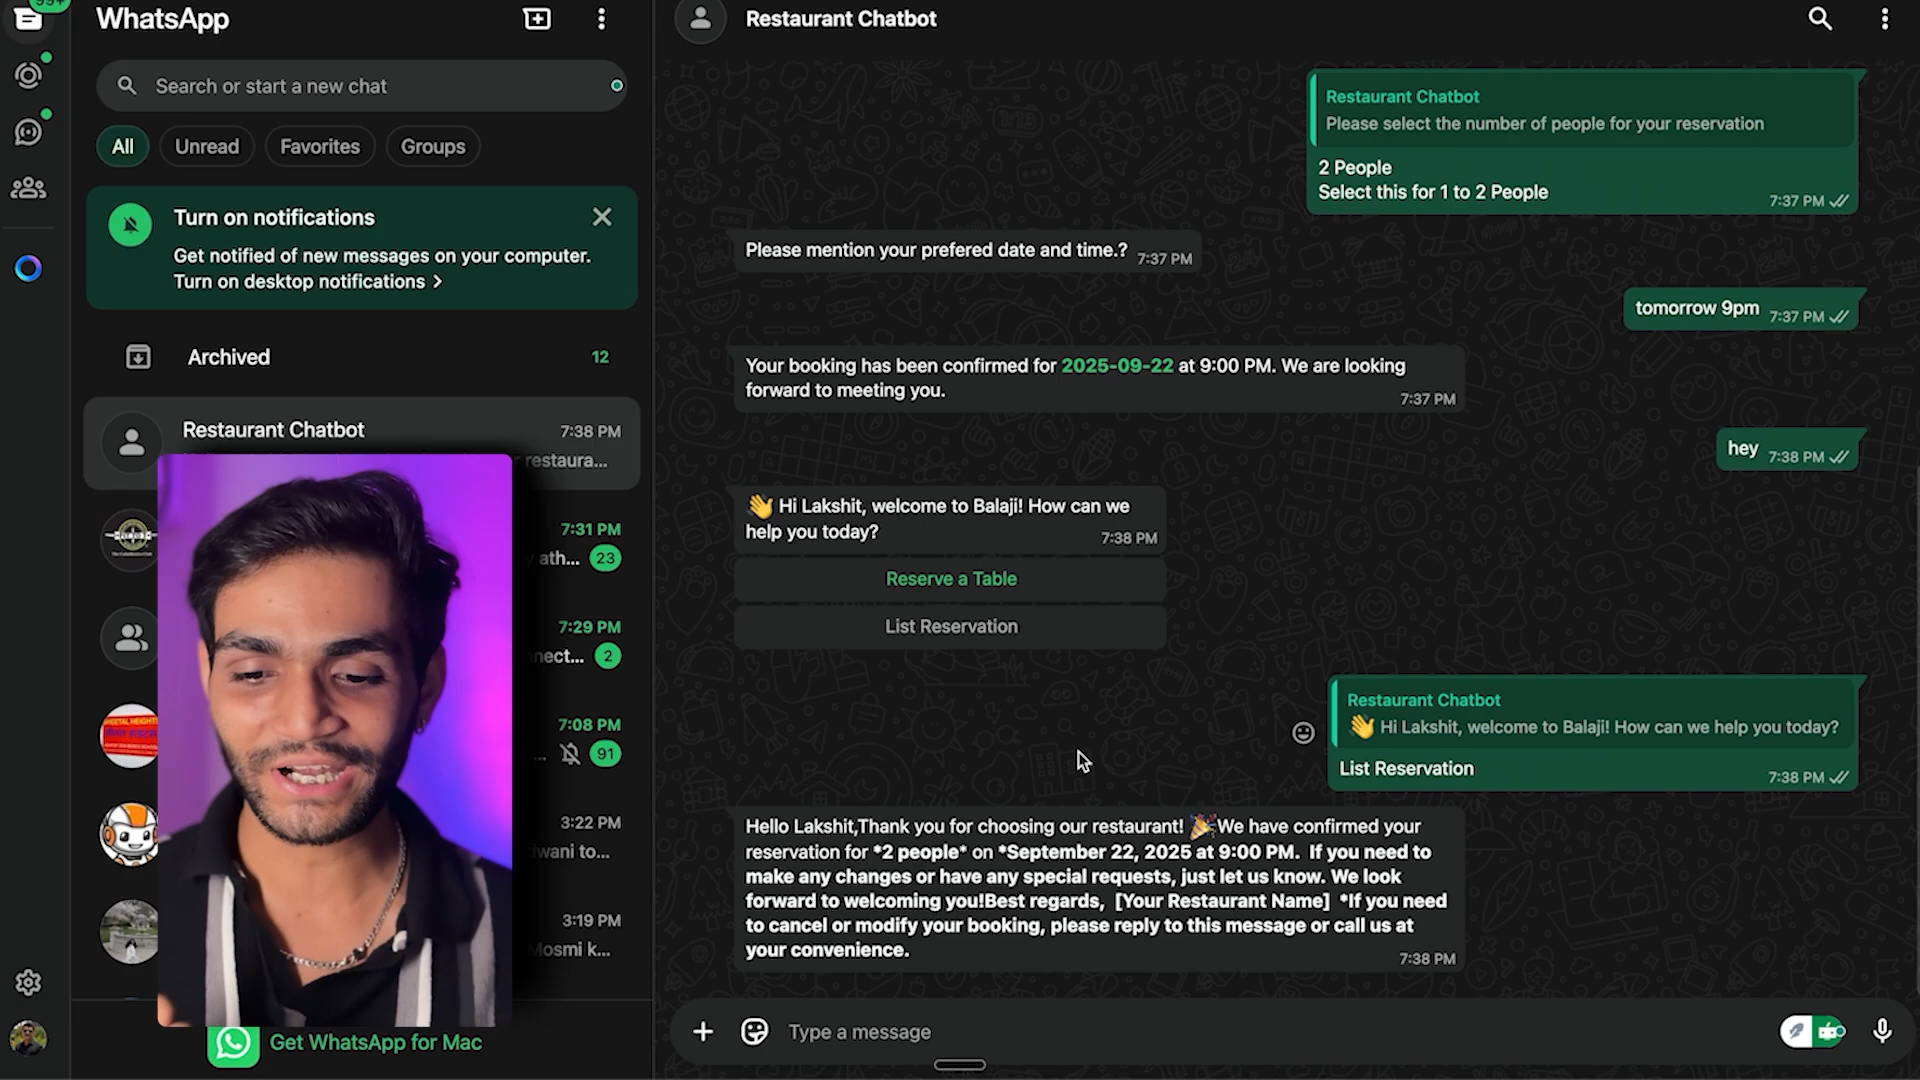 99+
WhatsApp
Search or start a new chat
All
Unread
Favorites
Groups
Turn on notifications
Get notified of new messages on your computer.
Turn on desktop notifications >
Archived
12
Restaurant Chatbot
7:38 PM
restaura...
7:31 PM
ath...
23
7:29 PM
nnect...
2
7:08 PM
...
91
3:22 PM
dwani to...
3:19 PM
Mosmi k...
Get WhatsApp for Mac
Restaurant Chatbot
Restaurant Chatbot
Please select the number of people for your reservation
2 People
Select this for 1 to 2 People
7:37 PM
Please mention your prefered date and time.?
7:37 PM
tomorrow 9pm
7:37 PM
Your booking has been confirmed for 2025-09-22 at 9:00 PM. We are looking
forward to meeting you.
7:37 PM
hey
7:38 PM
👋 Hi Lakshit, welcome to Balaji! How can we
help you today?
7:38 PM
Reserve a Table
List Reservation
Restaurant Chatbot
👋 Hi Lakshit, welcome to Balaji! How can we help you today?
List Reservation
7:38 PM
Hello Lakshit,Thank you for choosing our restaurant! 🎉We have confirmed your
reservation for *2 people* on *September 22, 2025 at 9:00 PM. If you need to
make any changes or have any special requests, just let us know. We look
forward to welcoming you!Best regards, [Your Restaurant Name] *If you need
to cancel or modify your booking, please reply to this message or call us at
your convenience.
7:38 PM
Type a message